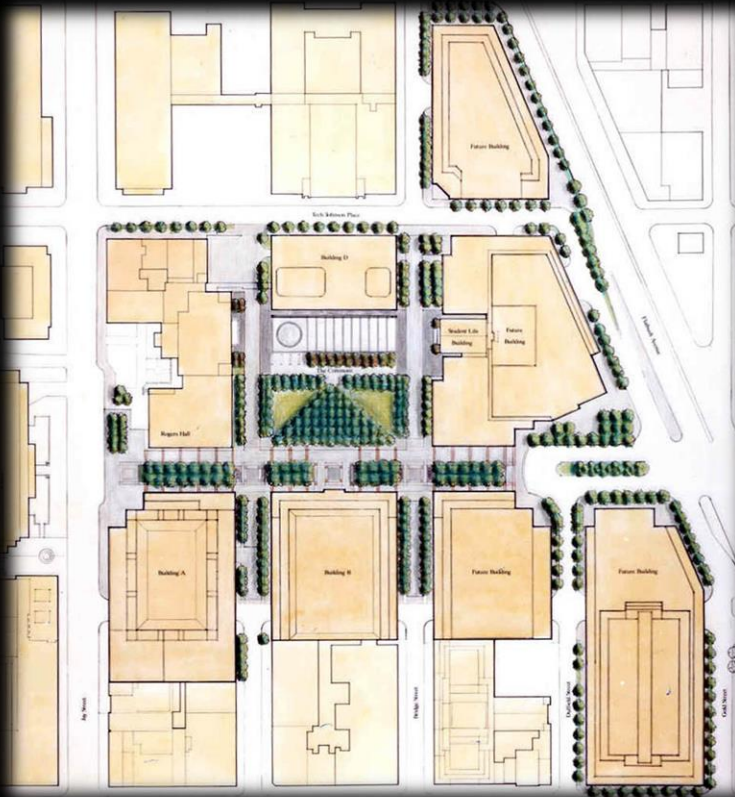 Future Building
Tech/Johnson Place
Building D
Student Life
Building
Future
Building
Flatbush Avenue
The Commons
Rogers Hall
Building A
Building B
Future Building
Future Building
Jay Street
Bridge Street
Duffield Street
Gold Street